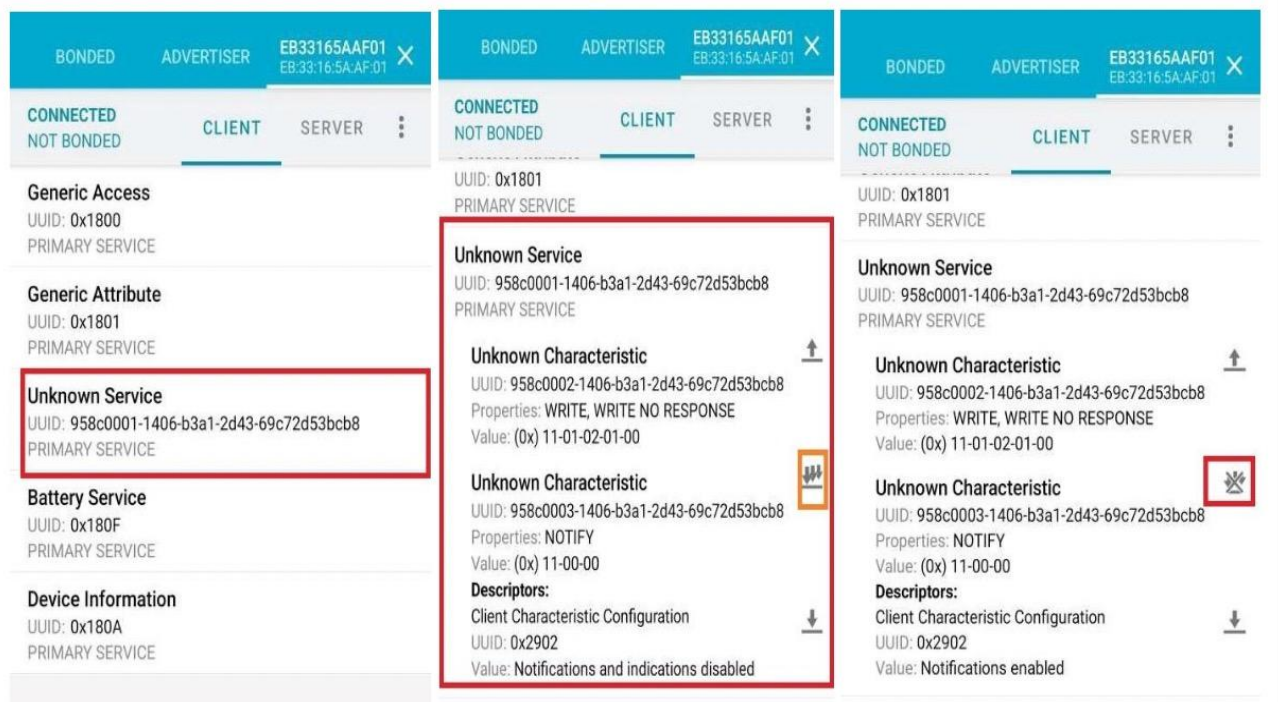 BONDED ADVERTISER EB33165AAF01
EB:33:16:5A:AF:01
CONNECTED
NOT BONDED
CLIENT SERVER
Generic Access
UUID: 0x1800
PRIMARY SERVICE
Generic Attribute
UUID: 0x1801
PRIMARY SERVICE
Unknown Service
UUID: 958c0001-1406-b3a1-2d43-69c72d53bcb8
PRIMARY SERVICE
Battery Service
UUID: 0x180F
PRIMARY SERVICE
Device Information
UUID: 0x180A
PRIMARY SERVICE
BONDED ADVERTISER EB33165AAF01
EB:33:16:5A:AF:01
CONNECTED
NOT BONDED
CLIENT SERVER
UUID: 0x1801
PRIMARY SERVICE
Unknown Service
UUID: 958c0001-1406-b3a1-2d43-69c72d53bcb8
PRIMARY SERVICE
Unknown Characteristic
UUID: 958c0002-1406-b3a1-2d43-69c72d53bcb8
Properties: WRITE, WRITE NO RESPONSE
Value: (0x) 11-01-02-01-00
Unknown Characteristic
UUID: 958c0003-1406-b3a1-2d43-69c72d53bcb8
Properties: NOTIFY
Value: (0x) 11-00-00
Descriptors:
Client Characteristic Configuration
UUID: 0x2902
Value: Notifications and indications disabled
BONDED ADVERTISER EB33165AAF01
EB:33:16:5A:AF:01
CONNECTED
NOT BONDED
CLIENT SERVER
UUID: 0x1801
PRIMARY SERVICE
Unknown Service
UUID: 958c0001-1406-b3a1-2d43-69c72d53bcb8
PRIMARY SERVICE
Unknown Characteristic
UUID: 958c0002-1406-b3a1-2d43-69c72d53bcb8
Properties: WRITE, WRITE NO RESPONSE
Value: (0x) 11-01-02-01-00
Unknown Characteristic
UUID: 958c0003-1406-b3a1-2d43-69c72d53bcb8
Properties: NOTIFY
Value: (0x) 11-00-00
Descriptors:
Client Characteristic Configuration
UUID: 0x2902
Value: Notifications enabled